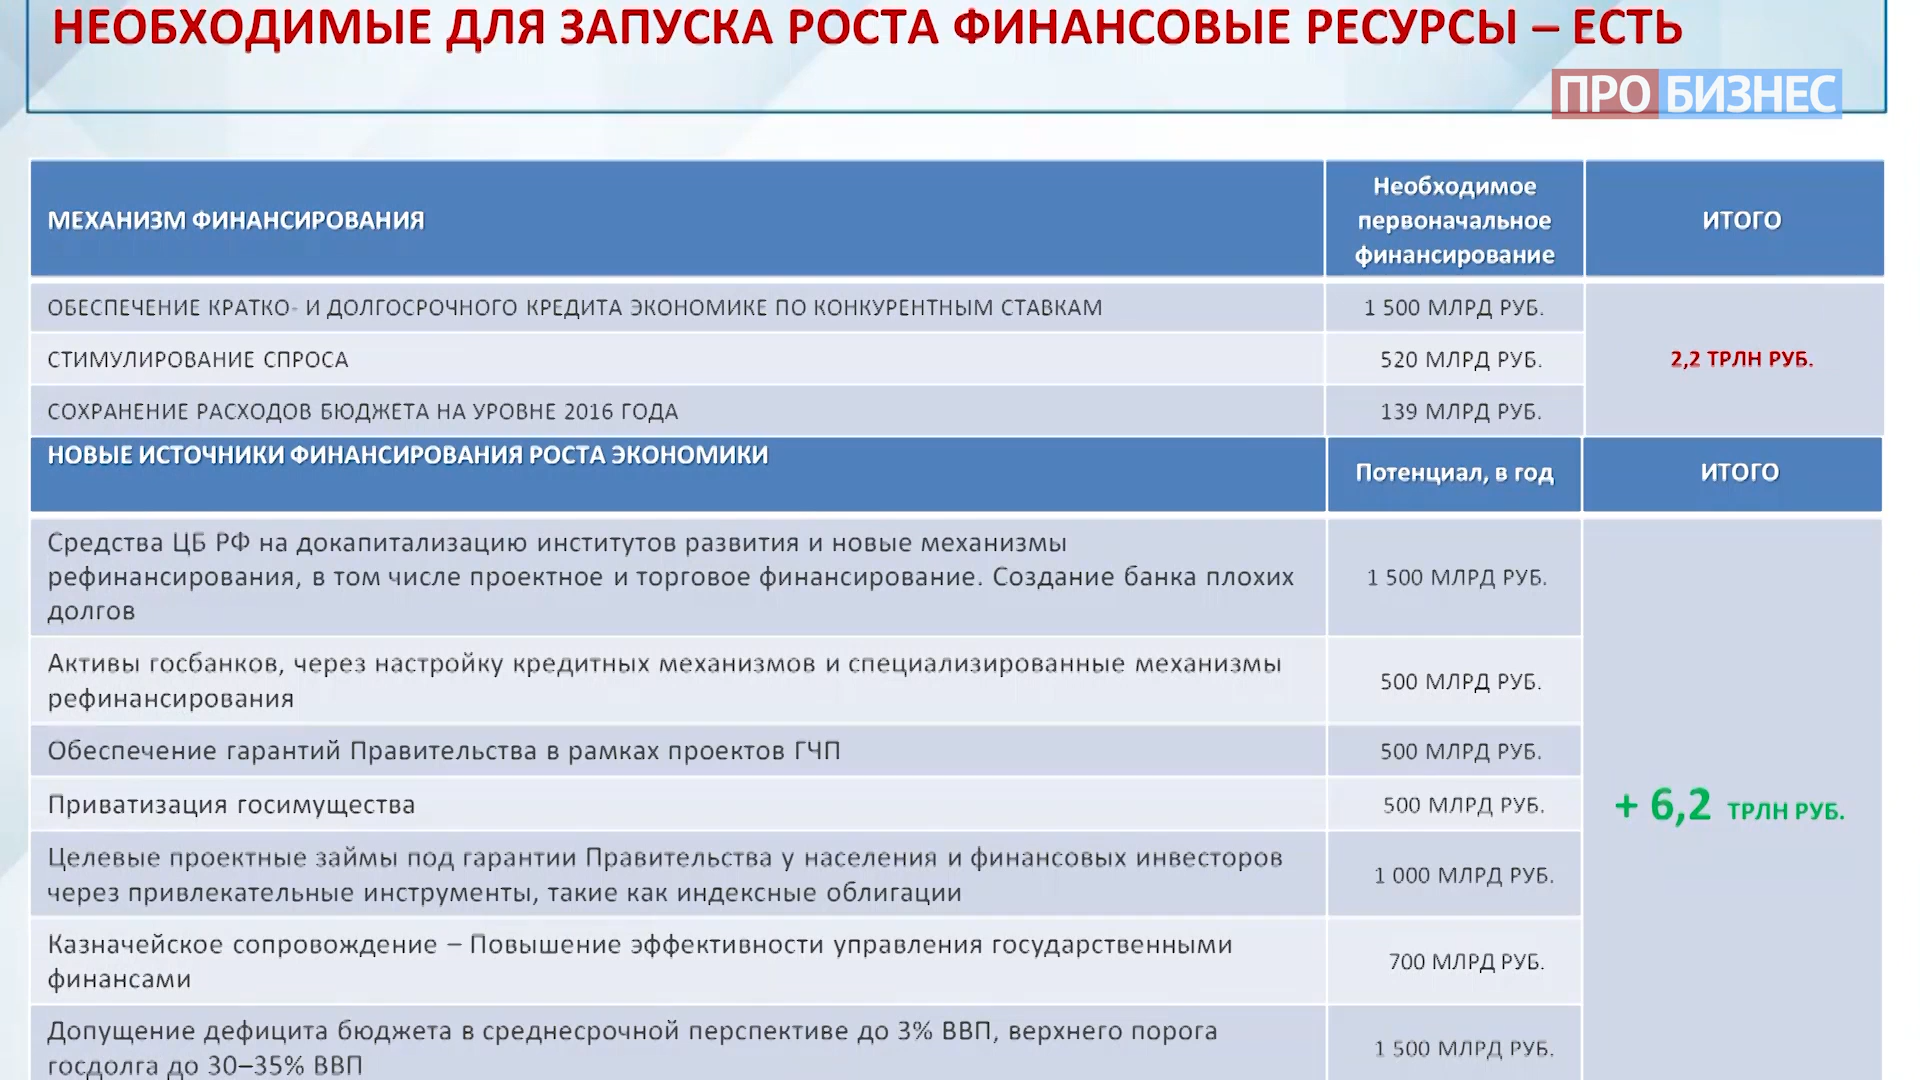 НЕОБХОДИМЫЕ ДЛЯ ЗАПУСКА РОСТА ФИНАНСОВЫЕ РЕСУРСЫ – ЕСТЬ
ПРО БИЗНЕС
МЕХАНИЗМ ФИНАНСИРОВАНИЯ
Необходимое
первоначальное
финансирование
ИТОГО
ОБЕСПЕЧЕНИЕ КРАТКО- И ДОЛГОСРОЧНОГО КРЕДИТА ЭКОНОМИКЕ ПО КОНКУРЕНТНЫМ СТАВКАМ
1 500 МЛРД РУБ.
СТИМУЛИРОВАНИЕ СПРОСА
520 МЛРД РУБ.
2,2 ТРЛН РУБ.
СОХРАНЕНИЕ РАСХОДОВ БЮДЖЕТА НА УРОВНЕ 2016 ГОДА
139 МЛРД РУБ.
НОВЫЕ ИСТОЧНИКИ ФИНАНСИРОВАНИЯ РОСТА ЭКОНОМИКИ
Потенциал, в год
ИТОГО
Средства ЦБ РФ на докапитализацию институтов развития и новые механизмы
рефинансирования, в том числе проектное и торговое финансирование. Создание банка плохих
долгов
1 500 МЛРД РУБ.
Активы госбанков, через настройку кредитных механизмов и специализированные механизмы
рефинансирования
500 МЛРД РУБ.
Обеспечение гарантий Правительства в рамках проектов ГЧП
500 МЛРД РУБ.
Приватизация госимущества
500 МЛРД РУБ.
+ 6,2 ТРЛН РУБ.
Целевые проектные займы под гарантии Правительства у населения и финансовых инвесторов
через привлекательные инструменты, такие как индексные облигации
1 000 МЛРД РУБ.
Казначейское сопровождение – Повышение эффективности управления государственными
финансами
700 МЛРД РУБ.
Допущение дефицита бюджета в среднесрочной перспективе до 3% ВВП, верхнего порога
госдолга до 30–35% ВВП
1 500 МЛРД РУБ.